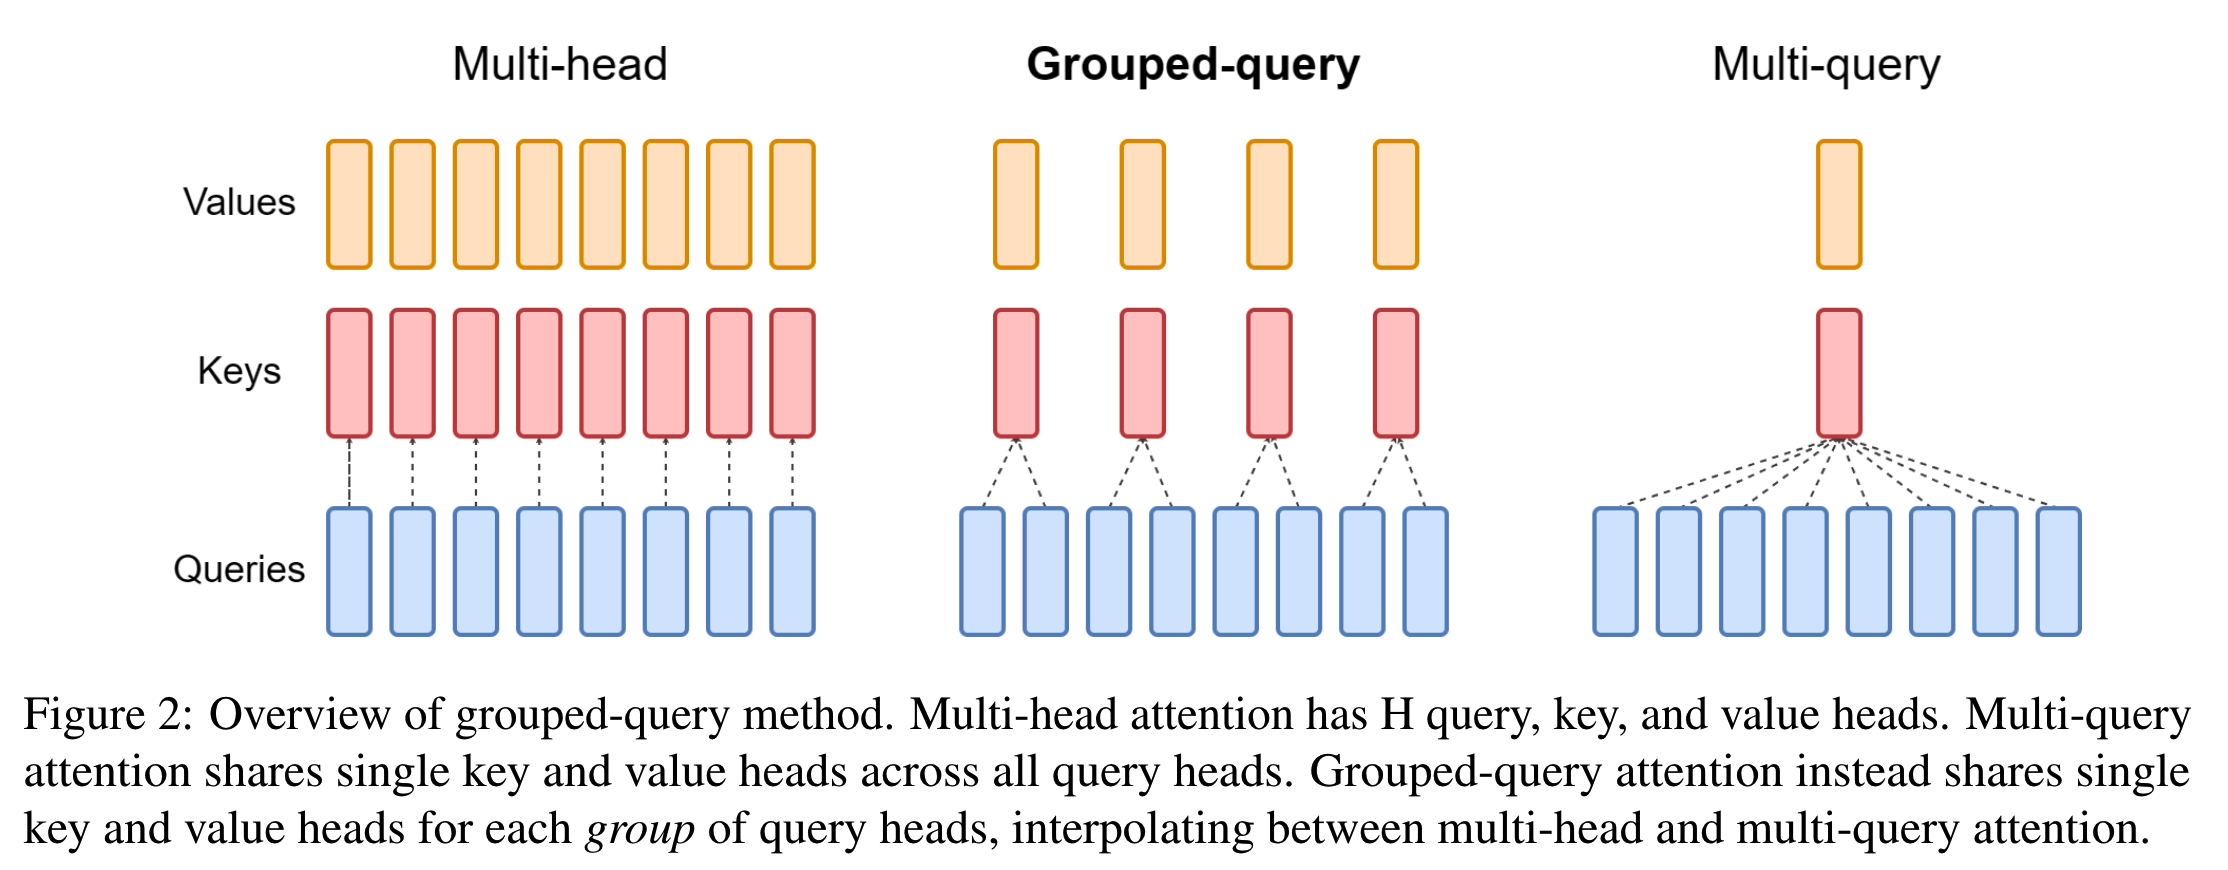 Multi-head
Grouped-query
Multi-query
Values
Keys
Queries
Figure 2: Overview of grouped-query method. Multi-head attention has H query, key, and value heads. Multi-query
attention shares single key and value heads across all query heads. Grouped-query attention instead shares single
key and value heads for each group of query heads, interpolating between multi-head and multi-query attention.